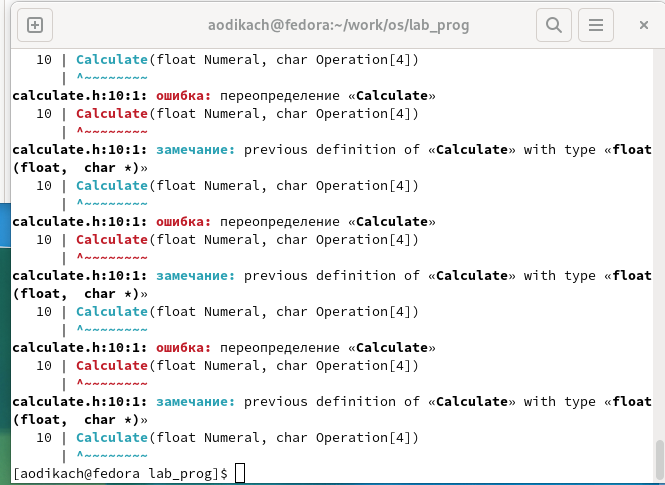 aodikach@fedora:~/work/os/lab_prog
10 | Calculate(float Numeral, char Operation[4])
| ^~~~~~~~~
calculate.h:10:1: ошибка: переопределение «Calculate»
10 | Calculate(float Numeral, char Operation[4])
| ^~~~~~~~~
calculate.h:10:1: замечание: previous definition of «Calculate» with type «float
(float,  char *)»
10 | Calculate(float Numeral, char Operation[4])
| ^~~~~~~~~
calculate.h:10:1: ошибка: переопределение «Calculate»
10 | Calculate(float Numeral, char Operation[4])
| ^~~~~~~~~
calculate.h:10:1: замечание: previous definition of «Calculate» with type «float
(float,  char *)»
10 | Calculate(float Numeral, char Operation[4])
| ^~~~~~~~~
calculate.h:10:1: ошибка: переопределение «Calculate»
10 | Calculate(float Numeral, char Operation[4])
| ^~~~~~~~~
calculate.h:10:1: замечание: previous definition of «Calculate» with type «float
(float,  char *)»
10 | Calculate(float Numeral, char Operation[4])
| ^~~~~~~~~
[aodikach@fedora lab_prog]$